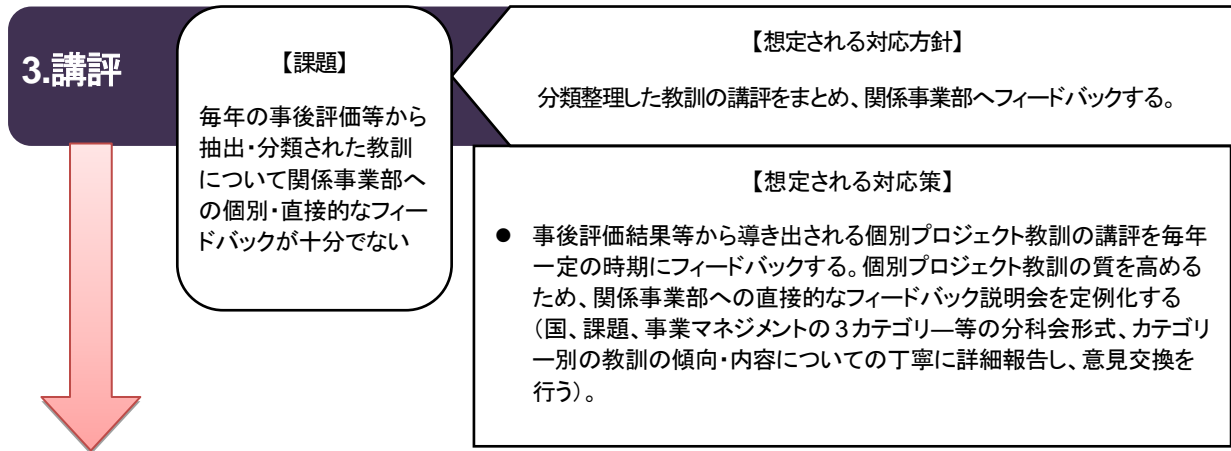 3.講評
【課題】
毎年の事後評価等から
抽出・分類された教訓
について関係事業部へ
の個別・直接的なフィー
ドバックが十分でない
【想定される対応方針】
分類整理した教訓の講評をまとめ、関係事業部へフィードバックする。
【想定される対応策】
● 事後評価結果等から導き出される個別プロジェクト教訓の講評を毎年
一定の時期にフィードバックする。個別プロジェクト教訓の質を高める
ため、関係事業部への直接的なフィードバック説明会を定例化する
（国、課題、事業マネジメントの３カテゴリ―等の分科会形式、カテゴリ
ー別の教訓の傾向・内容についての丁寧に詳細報告し、意見交換を
行う）。